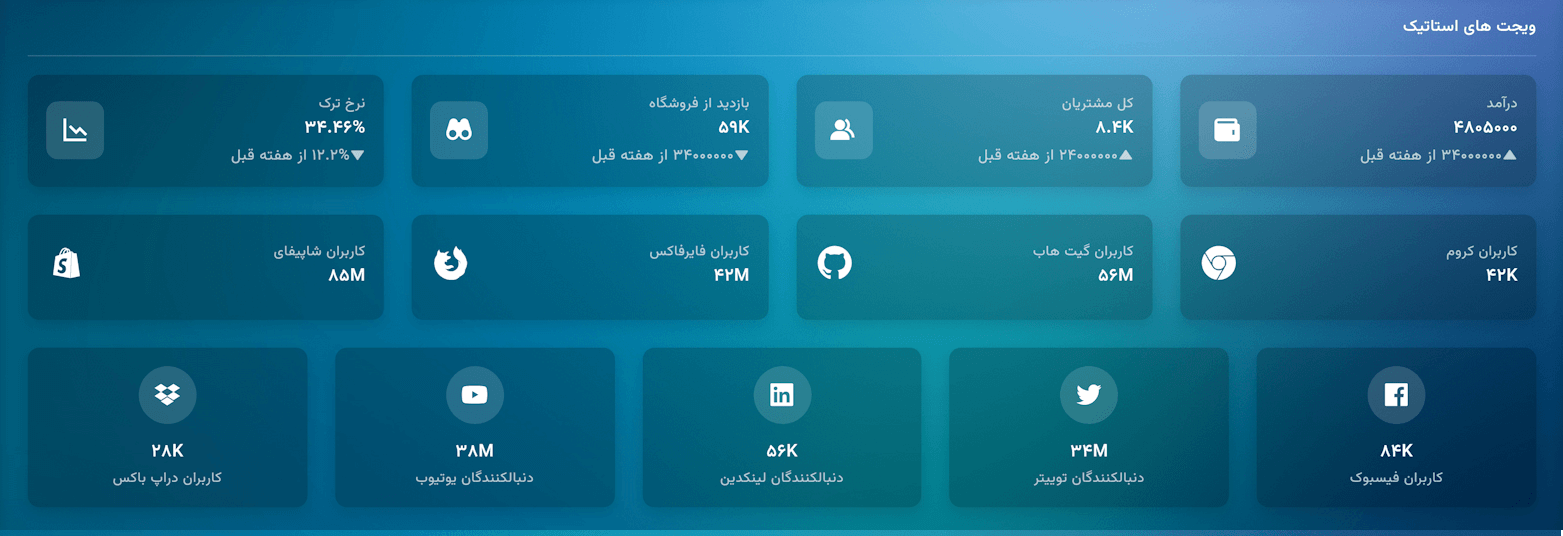 ویجت های استاتیک
درآمد
۴۸۰۵۰۰۰
▲۳۴۰۰۰۰۰۰ از هفته قبل
کل مشتریان
۸.۴K
▲۲۴۰۰۰۰۰۰ از هفته قبل
بازدید از فروشگاه
۵۹K
▼۳۴۰۰۰۰۰۰ از هفته قبل
نرخ ترک
۳۴.۴۶%
▼۱۲.۲% از هفته قبل
کاربران کروم
۴۲K
کاربران گیت هاب
۵۶M
کاربران فایرفاکس
۴۲M
کاربران شاپیفای
۸۵M
۸۴K
کاربران فیسبوک
۳۴M
دنبالکنندگان توییتر
۵۶K
دنبالکنندگان لینکدین
۳۸M
دنبالکنندگان یوتیوب
۲۸K
کاربران دراپ باکس